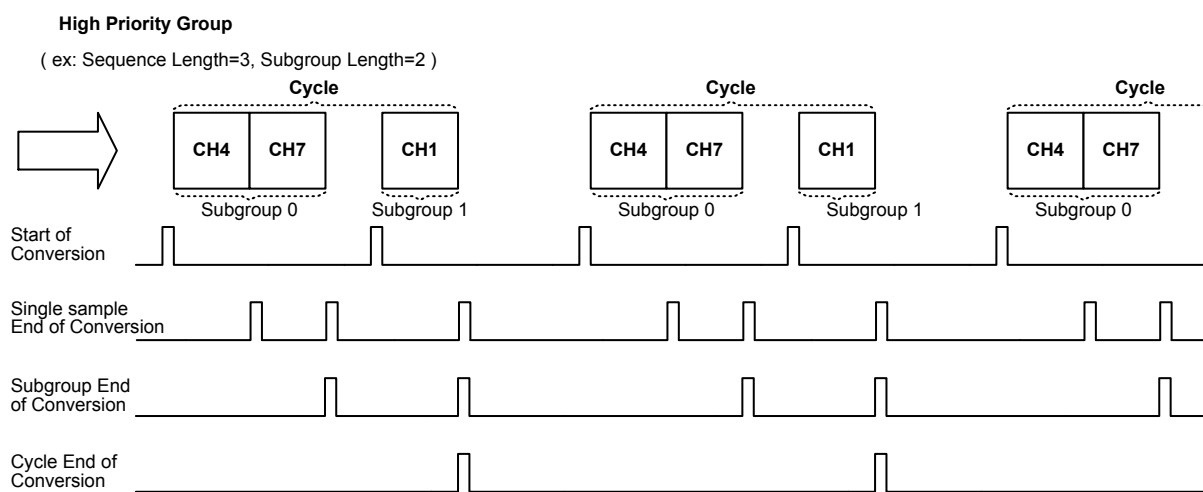 High Priority Group
( ex: Sequence Length=3, Subgroup Length=2 )
Cycle Cycle Cycle
CH4 CH7 CH1 CH4 CH7 CH1 CH4 CH7
Subgroup 0 Subgroup 1 Subgroup 0 Subgroup 1 Subgroup 0
Start of
Conversion
Single sample
End of Conversion
Subgroup End
of Conversion
Cycle End of
Conversion